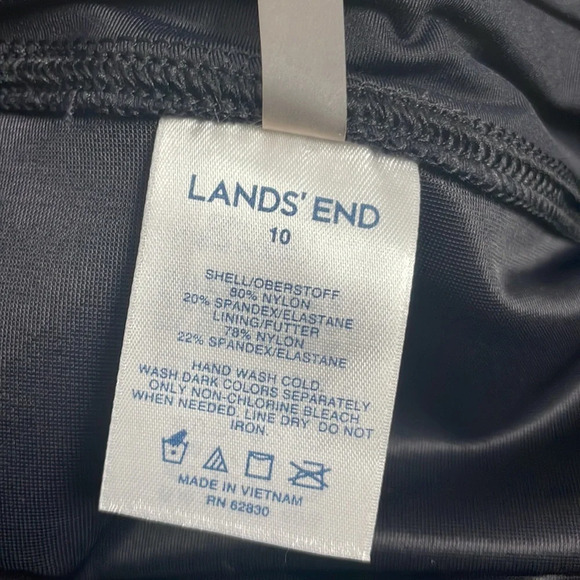 LANDS' END
10
SHELL/OBERSTOFF
80% NYLON
20% SPANDEX/ELASTANE
LINING/FUTTER
78% NYLON
22% SPANDEX/ELASTANE
HAND WASH COLD.
WASH DARK COLORS SEPARATELY
ONLY NON-CHLORINE BLEACH
WHEN NEEDED. LINE DRY DO NOT
IRON.
MADE IN VIETNAM
RN 62830